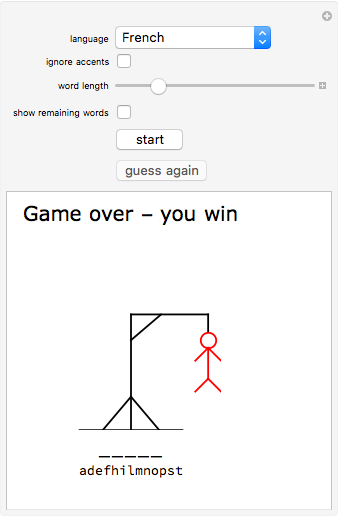 language French
ignore accents
word length
show remaining words
start
guess again
Game over – you win
_ _ _ _ _
adefhilmnopst